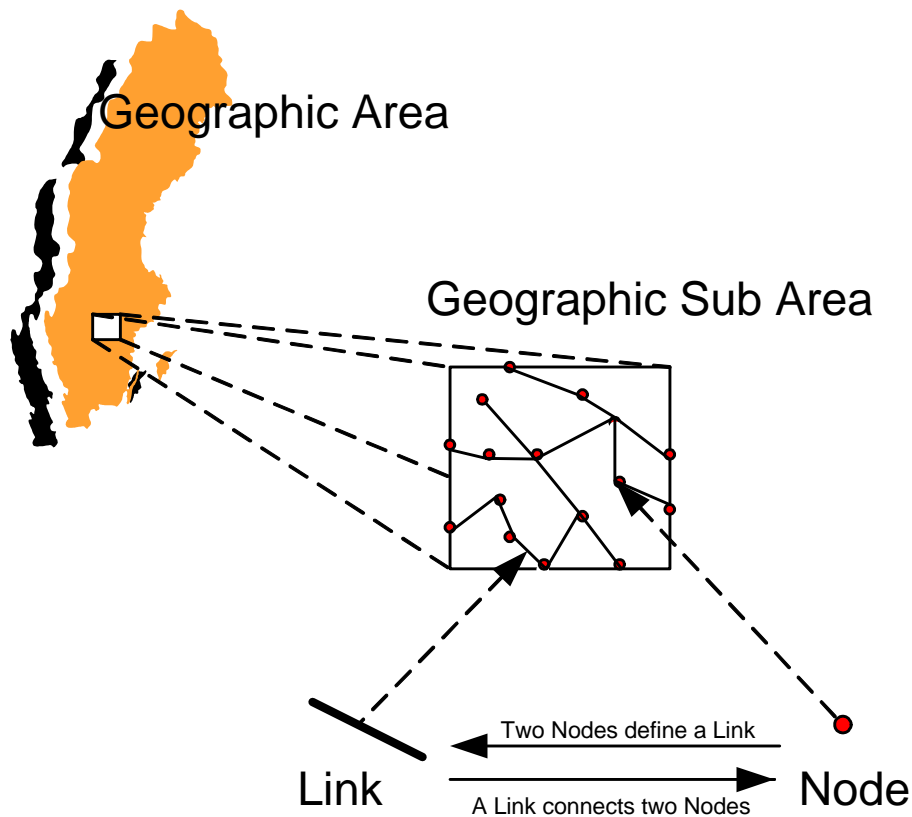 Geographic Area
Geographic Sub Area
Two Nodes define a Link
Link
Node
A Link connects two Nodes